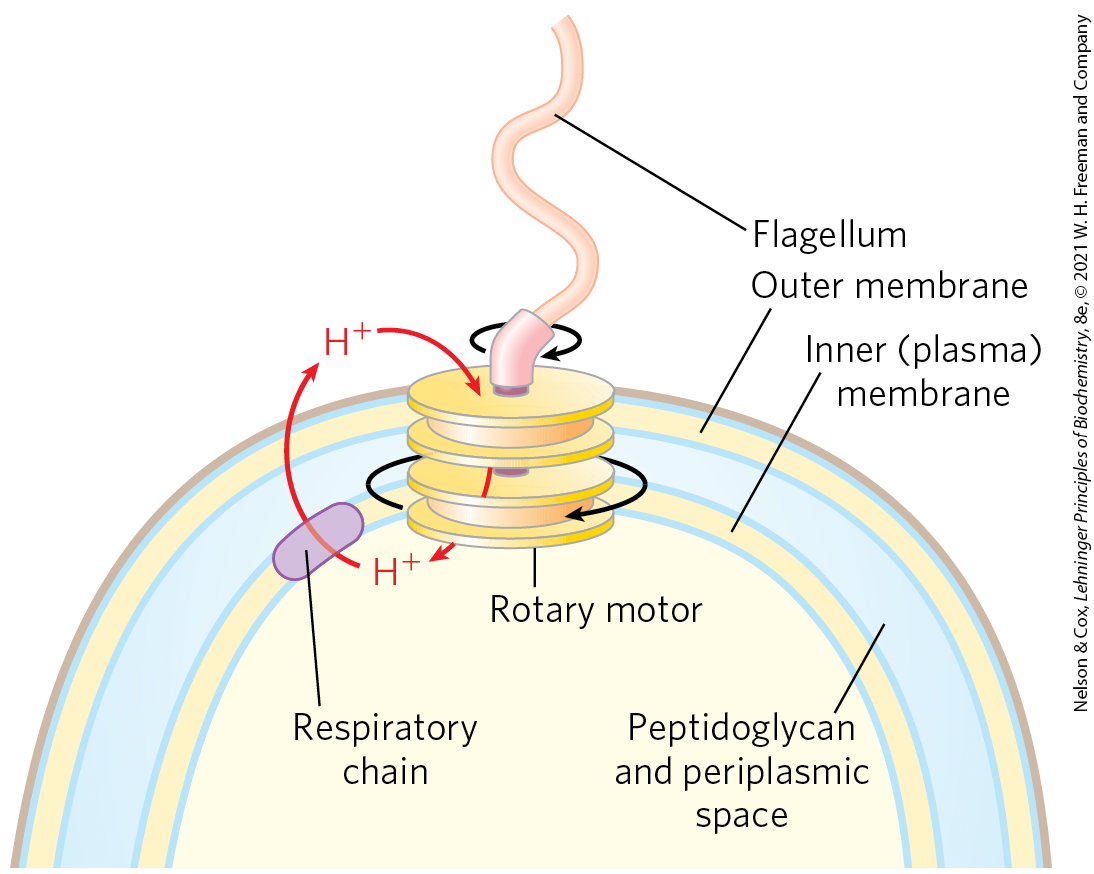 Flagellum
Outer membrane
Inner (plasma)
membrane
H⁺
H⁺
Rotary motor
Respiratory
chain
Peptidoglycan
and periplasmic
space
Nelson & Cox, Lehninger Principles of Biochemistry, 8e, © 2021 W. H. Freeman and Company